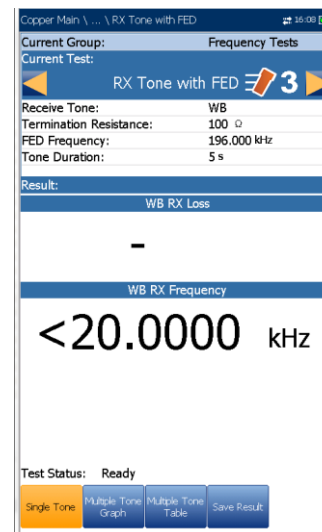 Copper Main \ ... \ RX Tone with FED 16:08
Current Group: Frequency Tests
Current Test:
RX Tone with FED 3
Receive Tone: WB
Termination Resistance: 100 Ω
FED Frequency: 196.000 kHz
Tone Duration: 5 s
Result:
WB RX Loss
-
WB RX Frequency
<20.0000 kHz
Test Status: Ready
Single Tone Multiple Tone Graph Multiple Tone Table Save Result